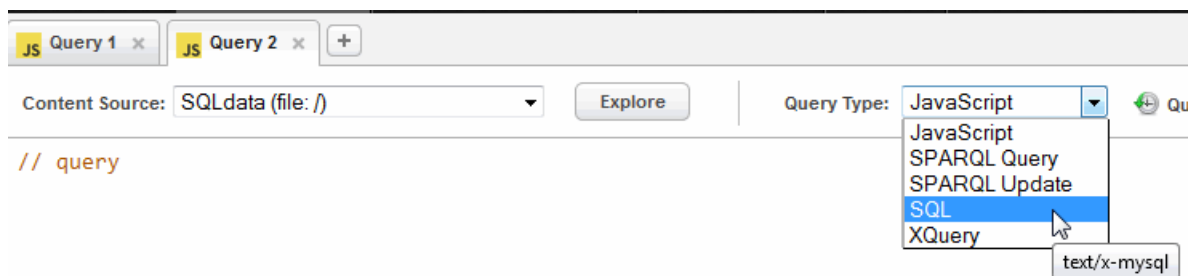 JS Query 1 × JS Query 2 × +
Content Source: SQLdata (file: /) Explore Query Type: JavaScript Qu
// query
JavaScript
SPARQL Query
SPARQL Update
SQL
XQuery
text/x-mysql